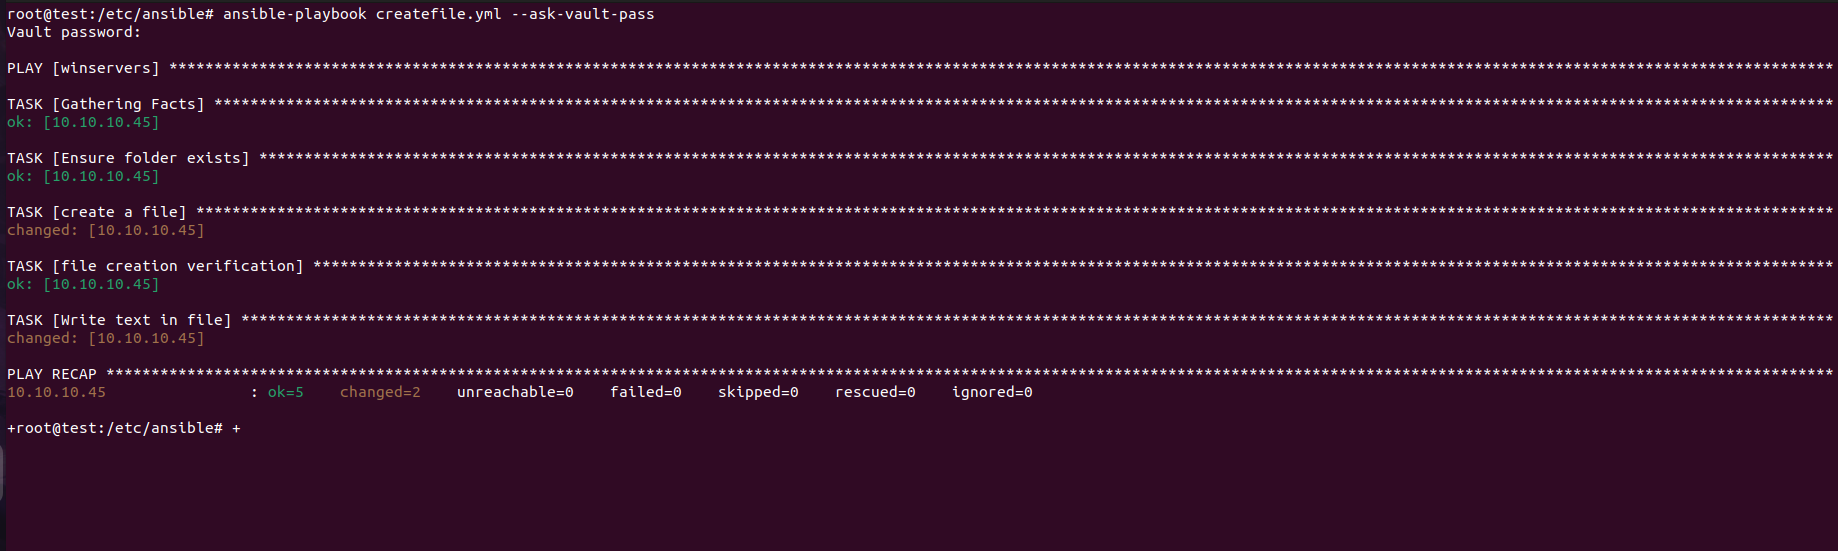 root@test:/etc/ansible# ansible-playbook createfile.yml --ask-vault-pass
Vault password:
PLAY [winservers] ****************************************************************************************************************************************************************************************
TASK [Gathering Facts] ***********************************************************************************************************************************************************************************
ok: [10.10.10.45]
TASK [Ensure folder exists] ******************************************************************************************************************************************************************************
ok: [10.10.10.45]
TASK [create a file] *************************************************************************************************************************************************************************************
changed: [10.10.10.45]
TASK [file creation verification] ************************************************************************************************************************************************************************
ok: [10.10.10.45]
TASK [Write text in file] ********************************************************************************************************************************************************************************
changed: [10.10.10.45]
PLAY RECAP ***********************************************************************************************************************************************************************************************
10.10.10.45                : ok=5    changed=2    unreachable=0    failed=0    skipped=0    rescued=0    ignored=0
+root@test:/etc/ansible# +